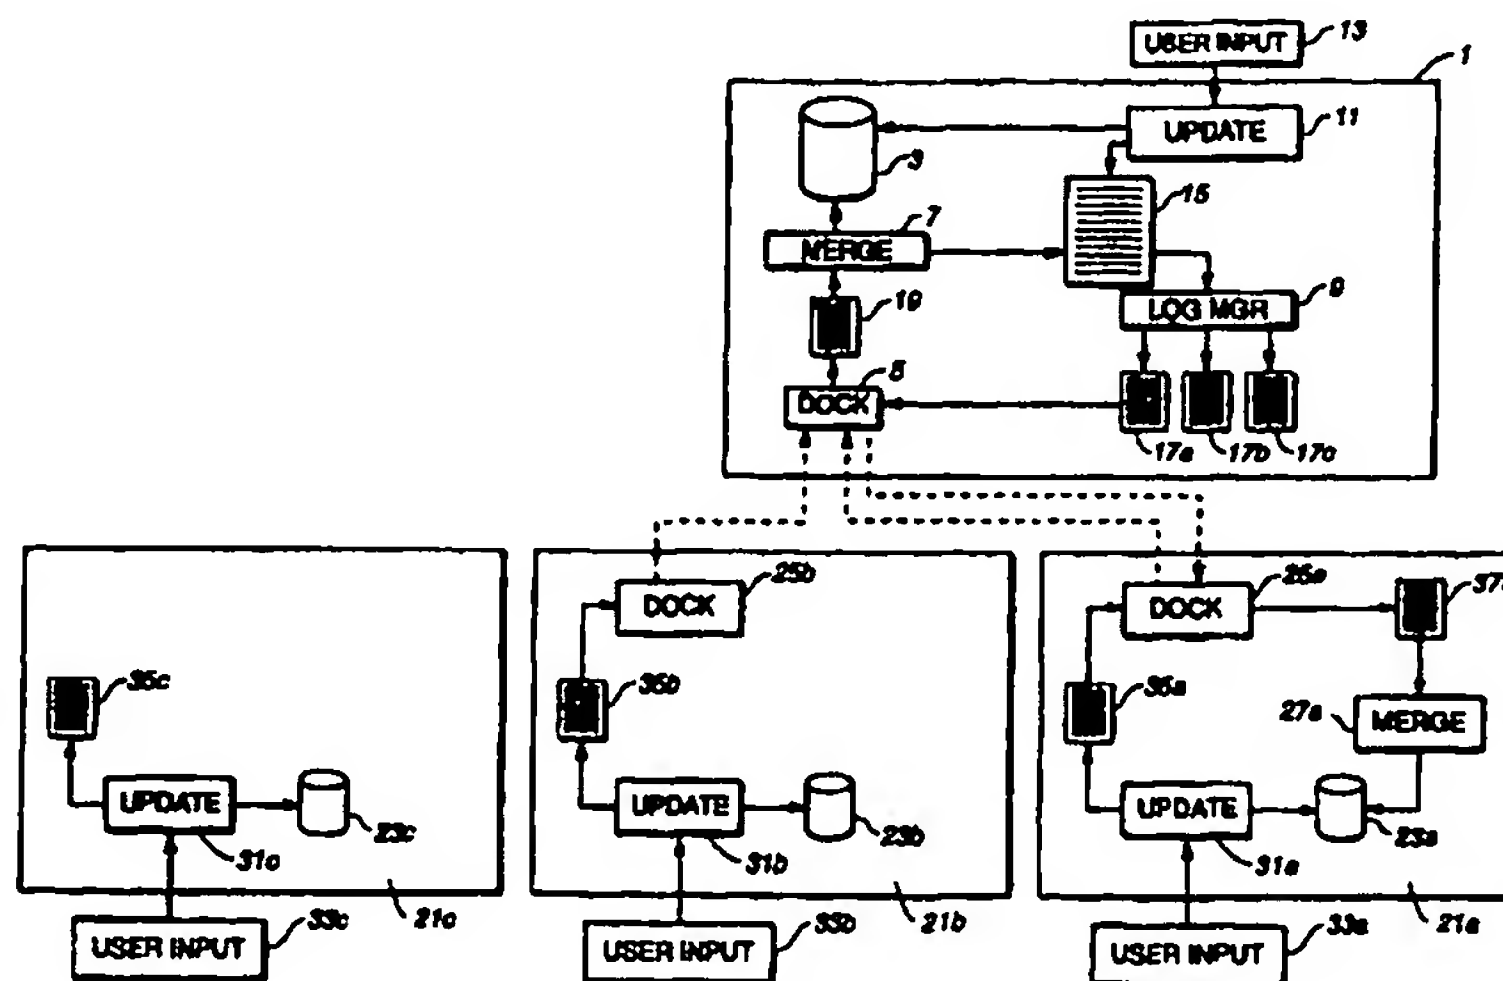 USER INPUT 13
1
UPDATE 11
3
15
7
MERGE
9
LOG MGR
19
5
DOCK
17a 17b 17c
25b
DOCK
25a
DOCK
37a
35c
35b
35a
27a
MERGE
UPDATE
23c
31c
UPDATE
23b
31b
UPDATE
23a
31a
21c
21b
21a
33c
USER INPUT
33b
USER INPUT
33a
USER INPUT